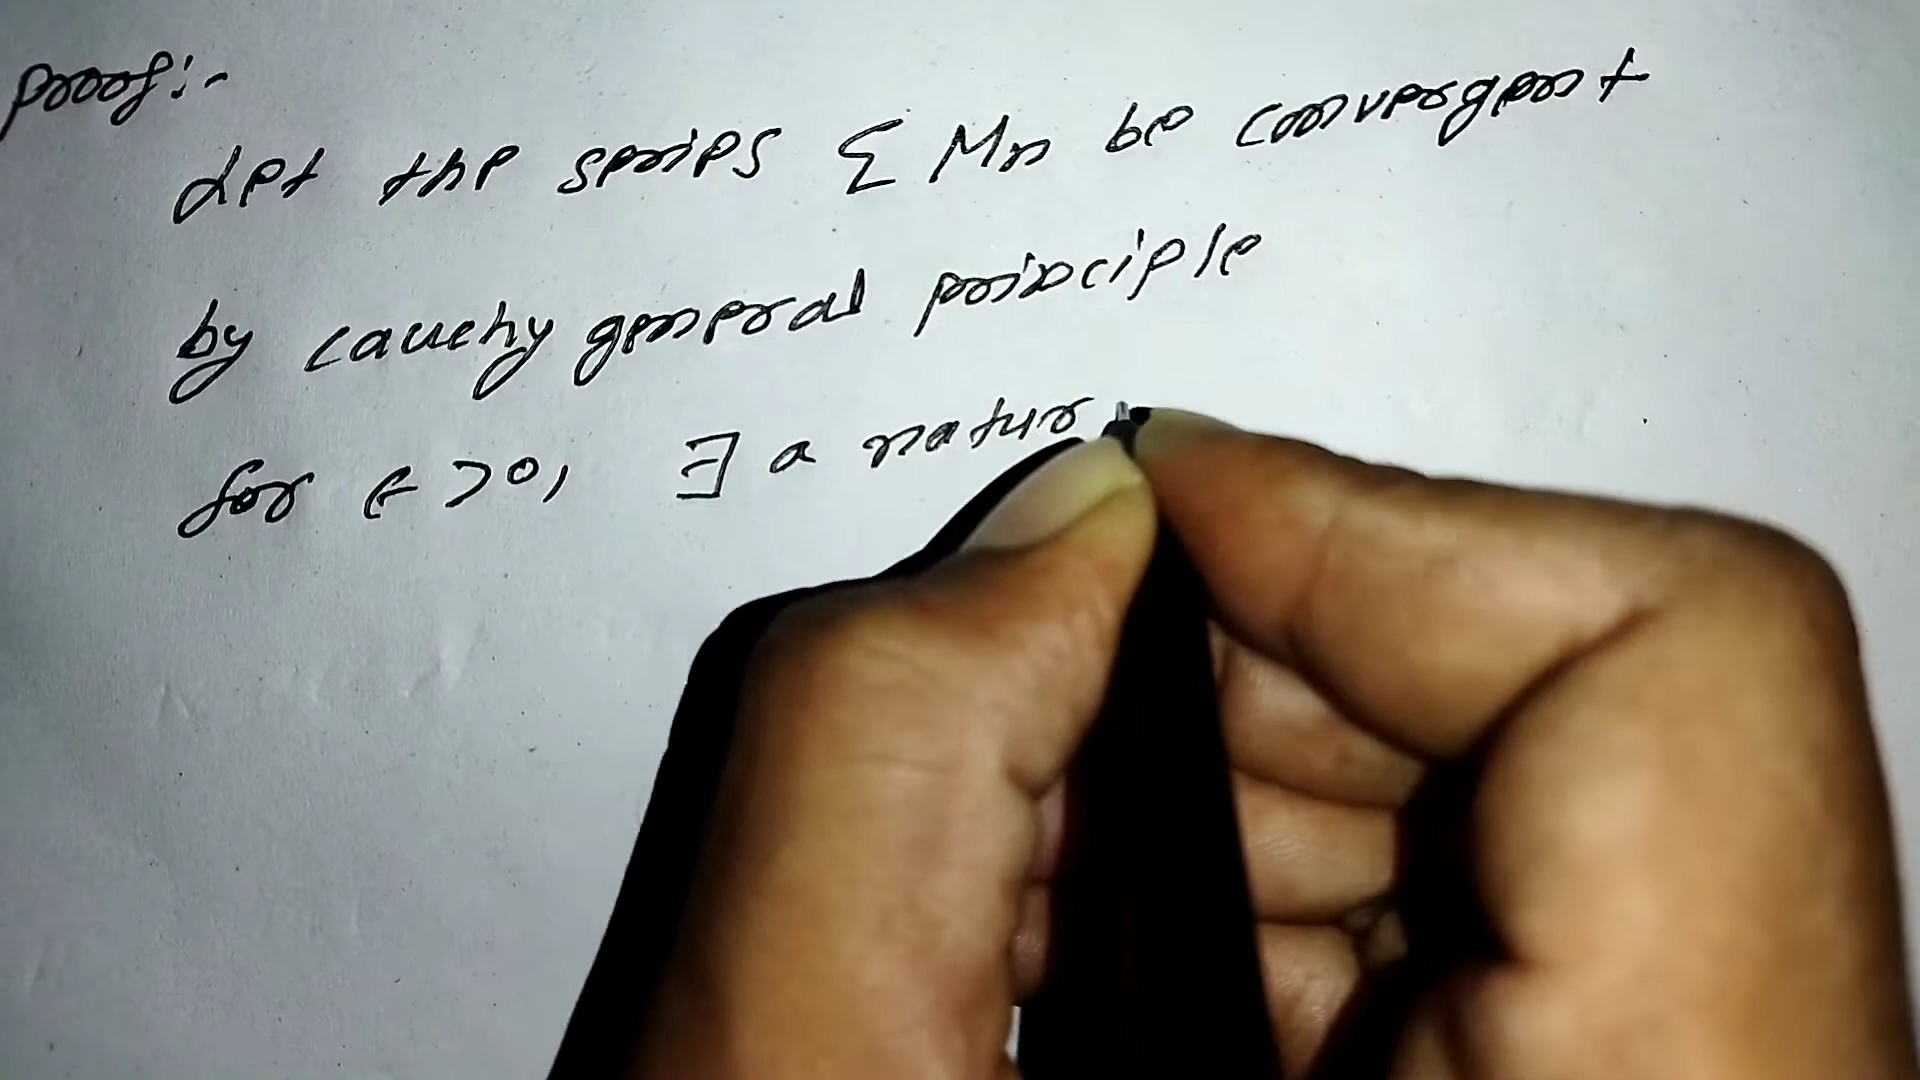 Proof:-
Let the series Σ Mn be convergent
by cauchy general principle
for ϵ >0, ∃ a natur